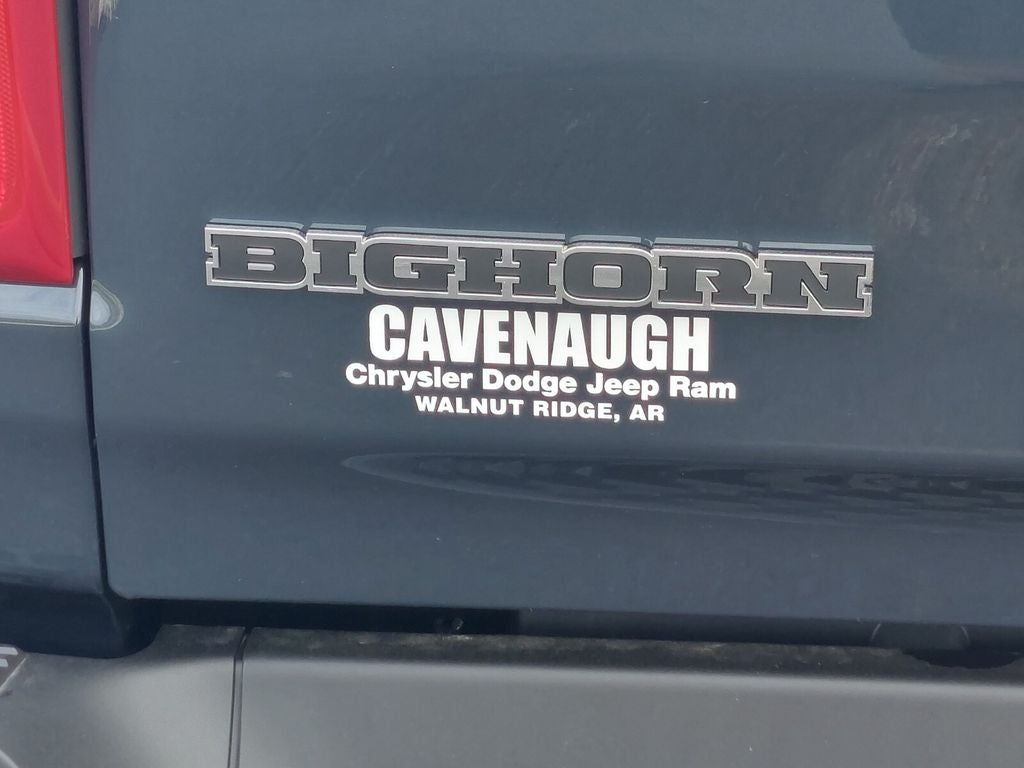 BIGHORN
CAVENAUGH
Chrysler Dodge Jeep Ram
WALNUT RIDGE, AR